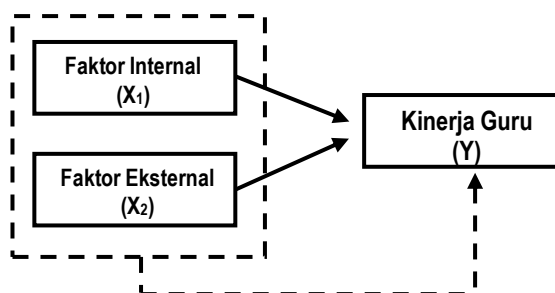 Faktor Internal
(X₁)
Kinerja Guru
(Y)
Faktor Eksternal
(X₂)